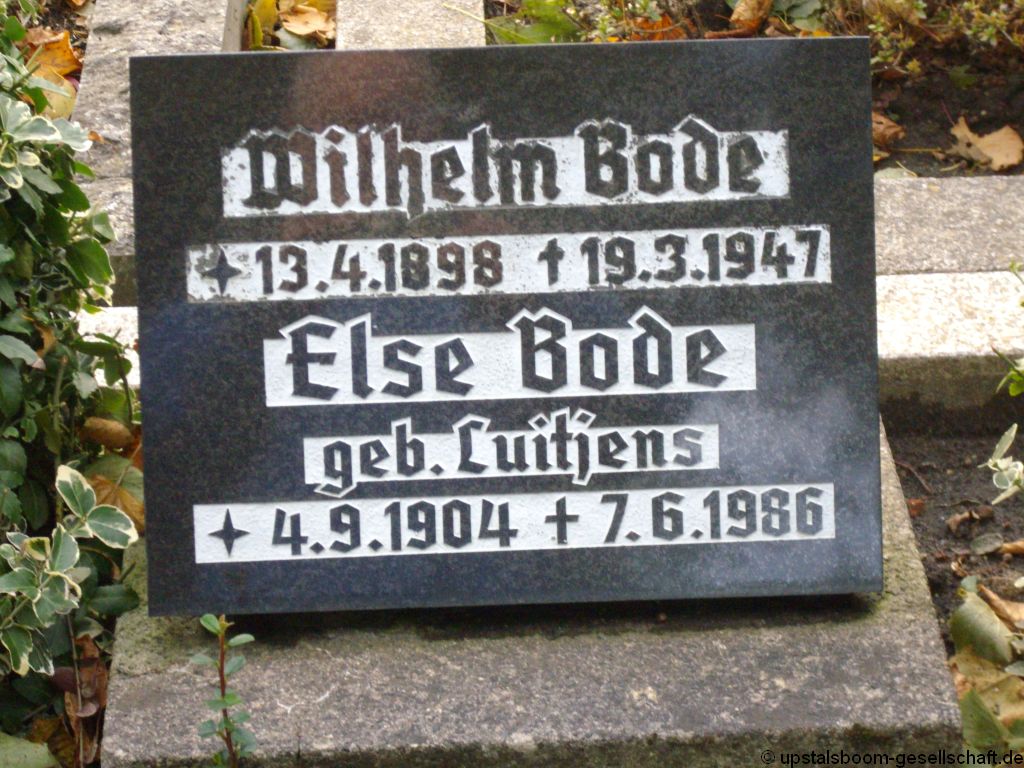 Wilhelm Bode
✦ 13.4.1898 † 19.3.1947
Else Bode
geb. Luitjens
✦ 4.9.1904 † 7.6.1986
© upstalsboom-gesellschaft.de